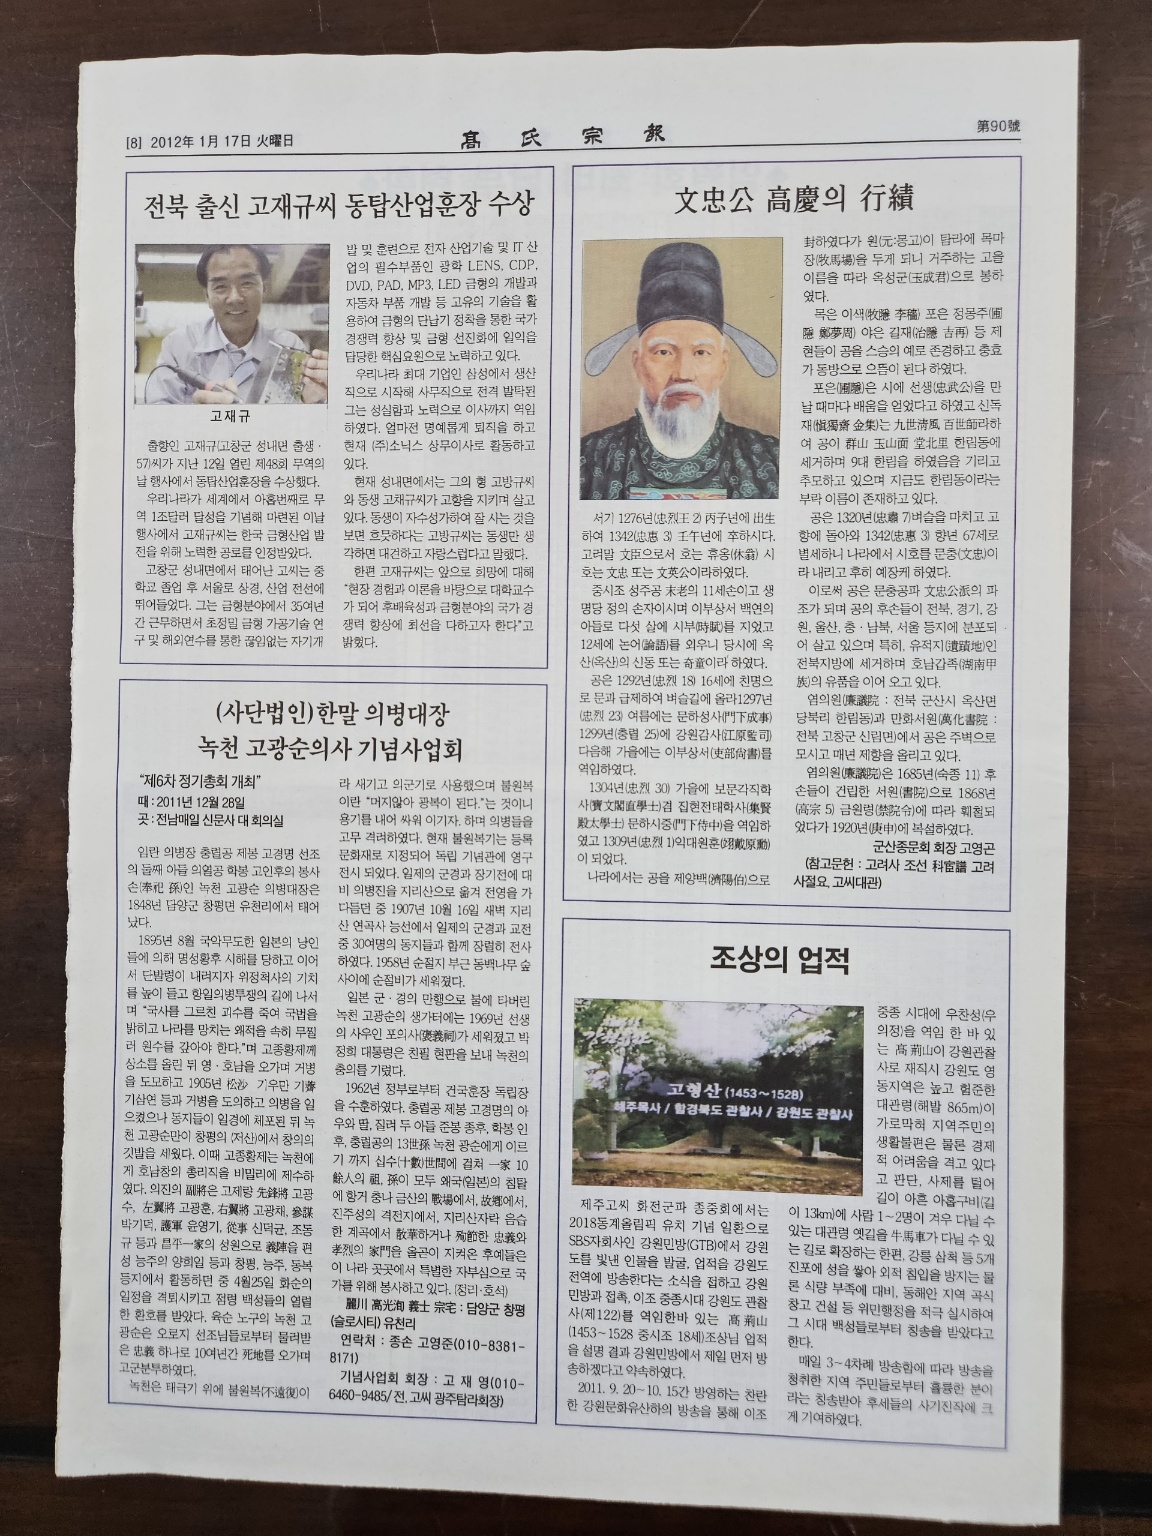 [8] 2012年 1月 17日 火曜日
高 氏 宗 報
第90號
전북 출신 고재규씨 동탑산업훈장 수상
고재규
출향인 고재규(고창군 성내면 출생·
57)씨가 지난 12일 열린 제48회 무역의
날 행사에서 동탑산업훈장을 수상했다.
우리나라가 세계에서 아홉번째로 무
역 1조달러 달성을 기념해 마련된 이날
행사에서 고재규씨는 한국 금형산업 발
전을 위해 노력한 공로를 인정받았다.
고창군 성내면에서 태어난 고씨는 중
학교 졸업 후 서울로 상경, 산업 전선에
뛰어들었다. 그는 금형분야에서 35여년
간 근무하면서 초정밀 금형 가공기술 연
구 및 해외연수를 통한 끊임없는 자기개
발 및 훈련으로 전자 산업기술 및 IT 산
업의 필수부품인 광학 LENS, CDP,
DVD, PAD, MP3, LED 금형의 개발과
자동차 부품 개발 등 고유의 기술을 활
용하여 금형의 단납기 정착을 통한 국가
경쟁력 향상 및 금형 선진화에 일익을
담당한 핵심요원으로 노력하고 있다.
우리나라 최대 기업인 삼성에서 생산
직으로 시작해 사무직으로 전격 발탁된
그는 성실함과 노력으로 이사까지 역임
하였다. 얼마전 명예롭게 퇴직을 하고
현재 (주)소닉스 상무이사로 활동하고
있다.
현재 성내면에서는 그의 형 고방규씨
와 동생 고채규씨가 고향을 지키며 살고
있다. 동생이 자수성가하여 잘 사는 것을
보면 흐뭇하다는 고방규씨는 동생만 생
각하면 대견하고 자랑스럽다고 말했다.
한편 고재규씨는 앞으로 희망에 대해
"현장 경험과 이론을 바탕으로 대학교수
가 되어 후배육성과 금형분야의 국가 경
쟁력 향상에 최선을 다하고자 한다"고
밝혔다.
(사단법인)한말 의병대장
녹천 고광순의사 기념사업회
"제6차 정기총회 개최"
때 : 2011년 12월 28일
곳 : 전남매일 신문사 대 회의실
임란 의병장 충렬공 제봉 고경명 선조
의 둘째 아들 의열공 학봉 고인후의 봉사
손(奉祀 孫)인 녹천 고광순 의병대장은
1848년 담양군 창평면 유천리에서 태어
났다.
1895년 8월 국악무도한 일본의 낭인
들에 의해 명성황후 시해를 당하고 이어
서 단발령이 내려지자 위정척사의 기치
를 높이 들고 항일의병투쟁의 길에 나서
며 "국사를 그르친 괴수를 죽여 국법을
밝히고 나라를 망치는 왜적을 속히 무찔
러 원수를 갚아야 한다."며 고종황제께
상소를 올린 뒤 영·호남을 오가며 거병
을 도모하고 1905년 松沙 기우만 기
기삼연 등과 거병을 도의하고 의병을 일
으켰으나 동지들이 일경에 체포된 뒤 녹
천 고광순만이 창평의 (저산)에서 창의의
깃발을 세웠다. 이때 고종황제는 녹천에
게 호남창의 총리직을 비밀리에 제수하
였다. 의진의 副將은 고제량 先鋒將 고광
수, 左翼將 고광훈, 右翼將 고광채, 參謀
박기덕, 護軍 윤영기, 從事 신덕균, 조동
규 등과 昌平一家의 성원으로 義陣을 편
성 능주의 양희일 등과 창평, 능주, 동복
등지에서 활동하던 중 4월25일 화순의
일정을 격퇴시키고 점령 백성들의 열렬
한 환호를 받았다. 육순 노구의 녹천 고
광순은 오로지 선조님들로부터 물려받
은 忠義 하나로 10여년간 死地를 오가며
고군분투하였다.
녹천은 태극기 위에 불원복(不遠復)이
라 새기고 의군기로 사용했으며 불원복
이란 "머지않아 광복이 된다."는 것이니
용기를 내어 싸워 이기자. 하며 의병들을
고무 격려하였다. 현재 불원복기는 등록
문화재로 지정되어 독립 기념관에 영구
전시 되었다. 일제의 군경과 장기전에 대
비 의병진을 지리산으로 옮겨 전영을 가
다듬던 중 1907년 10월 16일 새벽 지리
산 연곡사 능선에서 일제의 군경과 교전
중 30여명의 동지들과 함께 장렬히 전사
하였다. 1958년 순절지 부근 동백나무 숲
사이에 순절비가 세워졌다.
일본 군·경의 만행으로 불에 타버린
녹천 고광순의 생가터에는 1969년 선생
의 사우인 포의사(褒義祠)가 세워졌고 박
정희 대통령은 친필 현판을 보내 녹천의
충의를 기렸다.
1962년 정부로부터 건국훈장 독립장
을 수훈하였다. 충렬공 제봉 고경명의 아
우와 딸, 질려 두 아들 준봉 종후, 학봉 인
후, 충렬공의 13세孫 녹천 광순에게 이르
기 까지 십수(十數)世間에 걸쳐 一家 10
餘人의 祖, 孫이 모두 왜국(일본)의 침탈
에 항거 충나 금산의 戰場에서, 故鄕에서,
진주성의 격전지에서, 지리산자락 음습
한 계곡에서 散華하거나 殉節한 忠義와
孝烈의 家門을 올곧이 지켜온 후예들은
이 나라 곳곳에서 특별한 자부심으로 국
가를 위해 봉사하고 있다. (정리·호석)
麗川 高光洵 義士 宗宅 : 담양군 창평
(슬로시티) 유천리
연락처 : 종손 고영준(010-8381-
8171)
기념사업회 회장 : 고 재 영(010-
6460-9485/전, 고씨 광주탐라회장)
文忠公 高慶의 行績
서기 1276년(忠烈王 2) 丙子년에 出生
하여 1342(忠惠 3) 壬午년에 卒하시다.
고려말 文臣으로서 호는 휴옹(休翁) 시
호는 文忠 또는 文英公이라하였다.
중시조 성주공 末老의 11세손이고 생
명당 정의 손자이시며 이부상서 백연의
아들로 다섯 살에 시부(時賦)를 지었고
12세에 논어(論語)를 외우니 당시에 옥
산(옥산)의 신동 또는 奇童이라 하였다.
공은 1292년(忠烈 18) 16세에 친명으
로 문과 급제하여 벼슬길에 올라1297년
(忠烈 23) 여름에는 문하성사(門下成事)
1299년(충렬 25)에 강원감사(江原監司)
다음해 가을에는 이부상서(吏部尙書)를
역임하였다.
1304년(忠烈 30) 가을에 보문각직학
사(寶文閣直學士)겸 집현전태학사(集賢
殿太學士) 문하시중(門下侍中)을 역임하
였고 1309년(忠烈 1)익대원훈(翊戴原勳)
이 되었다.
나라에서는 공을 제양백(濟陽伯)으로
封하였다가 원(元:몽고)이 탐라에 목마
장(牧馬場)을 두게 되니 거주하는 고을
이름을 따라 옥성군(玉成君)으로 봉하
였다.
목은 이색(牧隱 李穡) 포은 정몽주(圃
隱 鄭夢周) 야은 길재(冶隱 吉再) 등 제
현들이 공을 스승의 예로 존경하고 충효
가 동방으로 으뜸이 된다 하였다.
포은(圃隱)은 시에 선생(忠武公)을 만
날 때마다 배움을 얻었다고 하였고 신독
재(愼獨齋 金集)는 九世淸風 百世師라하
여 공이 群山 玉山面 堂北里 한림동에
세거하며 9대 한림을 하였음을 기리고
추모하고 있으며 지금도 한림동이라는
부락 이름이 존재하고 있다.
공은 1320년(忠肅 7)벼슬을 마치고 고
향에 돌아와 1342(忠惠 3) 향년 67세로
별세하니 나라에서 시호를 문충(文忠)이
라 내리고 후히 예장케 하였다.
이로써 공은 문충공파 文忠公派의 파
조가 되며 공의 후손들이 전북, 경기, 강
원, 울산, 충·남북, 서울 등지에 분포되
어 살고 있으며 특히, 유적지(遺蹟地)인
전북지방에 세거하며 호남갑족(湖南甲
族)의 유품을 이어 오고 있다.
염의원(廉議院 : 전북 군산시 옥산면
당북리 한림동)과 만화서원(萬化書院 :
전북 고창군 신림면)에서 공은 주벽으로
모시고 매년 제향을 올리고 있다.
염의원(廉議院)은 1685년(숙종 11) 후
손들이 건립한 서원(書院)으로 1868년
(高宗 5) 금원령(禁院令)에 따라 훼철되
었다가 1920년(庚申)에 복설하였다.
군산종문회 회장 고영곤
(참고문헌 : 고려사 조선 科宦議 고려
사절요, 고씨대관)
조상의 업적
고형산(1453~1528)
해주목사 / 함경북도 관찰사 / 강원도 관찰사
제주고씨 화전군파 종중회에서는
2018동계올림픽 유치 기념 일환으로
SBS자회사인 강원민방(GTB)에서 강원
도를 빛낸 인물을 발굴, 업적을 강원도
전역에 방송한다는 소식을 접하고 강원
민방과 접촉, 이조 중종시대 강원도 관찰
사(제122)를 역임한바 있는 高荊山
(1453~1528 중시조 18세)조상님 업적
을 설명 결과 강원민방에서 제일 먼저 방
송하겠다고 약속하였다.
2011. 9. 20~10. 15간 방영하는 찬란
한 강원문화유산하의 방송을 통해 이조
중종 시대에 우찬성(우
의정)을 역임 한 바 있
는 高荊山이 강원관찰
사로 재직시 강원도 영
동지역은 높고 험준한
대관령(해발 865m)이
가로막혀 지역주민의
생활불편은 물론 경제
적 어려움을 격고 있다
고 판단, 사제를 털어
길이 아흔 아홉구비(길
이 13km)에 사람 1~2명이 겨우 다닐 수
있는 대관령 옛길을 牛馬車가 다닐 수 있
는 길로 확장하는 한편, 강릉 삼척 등 5개
진포에 성을 쌓아 외적 침입을 방지는 물
론 식량 부족에 대비, 동해안 지역 곡식
창고 건설 등 위민행정을 적극 실시하여
그 시대 백성들로부터 칭송을 받았다고
한다.
매일 3~4차례 방송함에 따라 방송을
청취한 지역 주민들로부터 훌륭한 분이
라는 칭송받아 후세들의 사기진작에 크
게 기여하였다.